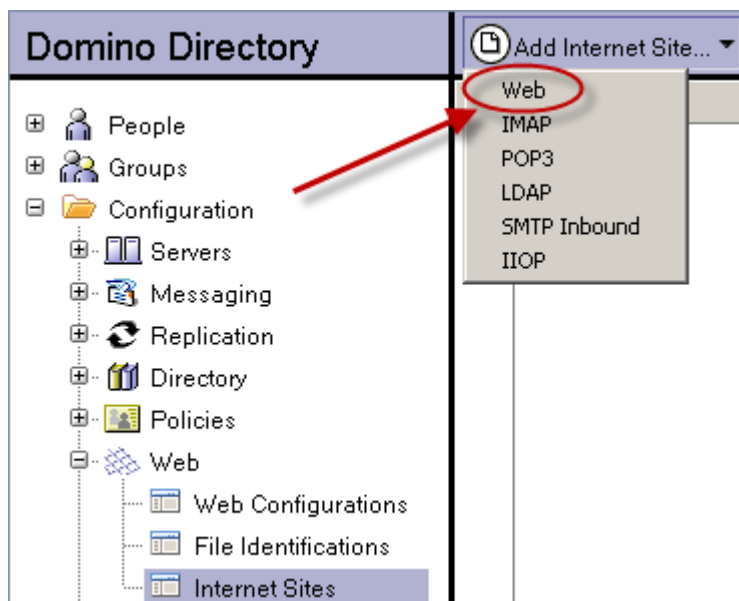 Domino Directory
Add Internet Site...
Web
IMAP
POP3
LDAP
SMTP Inbound
IIOP
People
Groups
Configuration
Servers
Messaging
Replication
Directory
Policies
Web
Web Configurations
File Identifications
Internet Sites